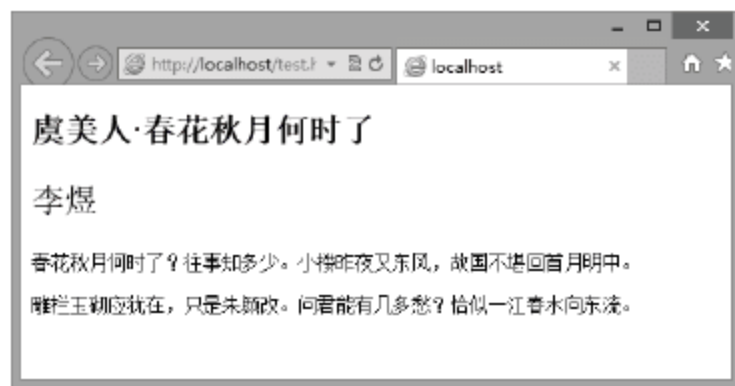 http://localhost/test.h
localhost
虞美人·春花秋月何时了
李煜
春花秋月何时了？往事知多少。小楼昨夜又东风，故国不堪回首月明中。
雕栏玉砌应犹在，只是朱颜改。问君能有几多愁？恰似一江春水向东流。